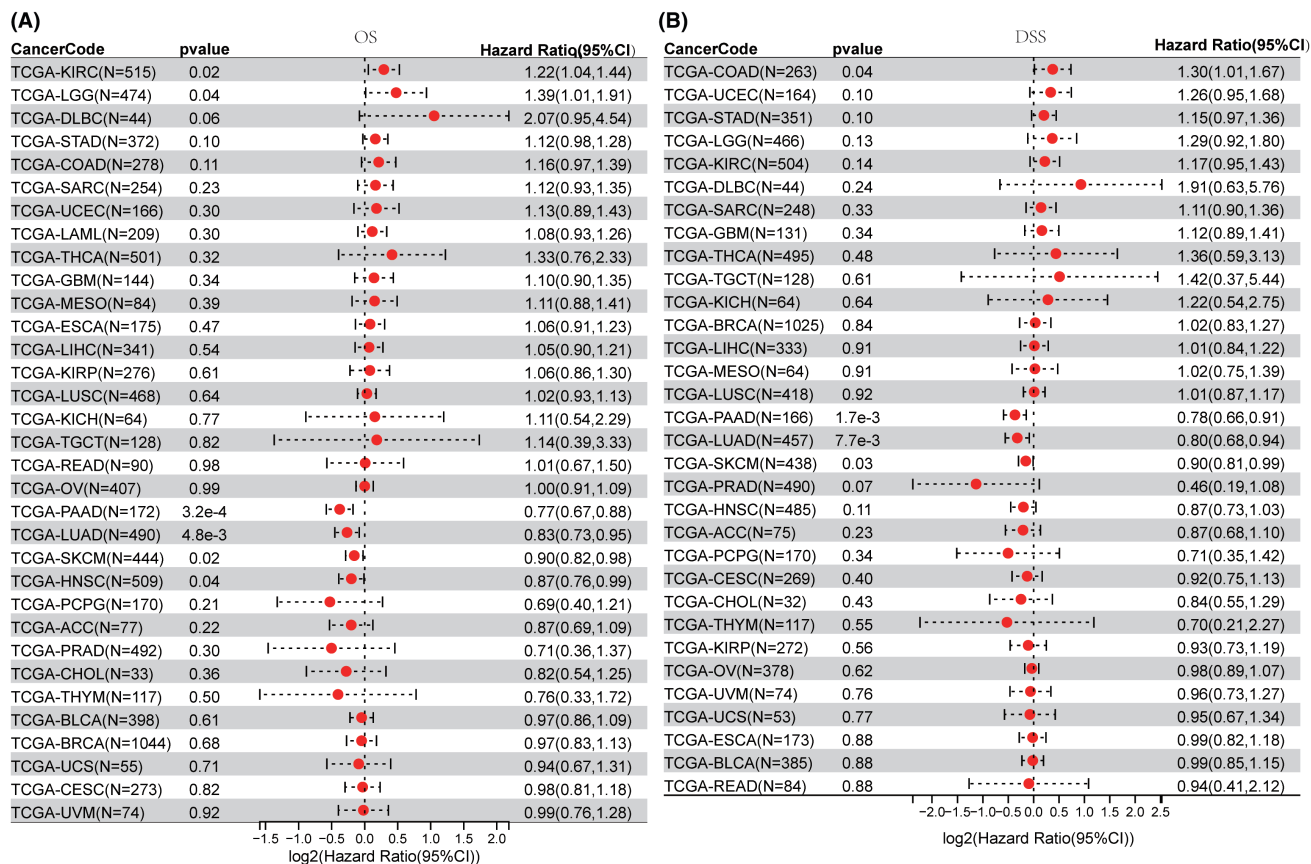 (A)
OS
CancerCode pvalue Hazard Ratio(95%CI)
TCGA-KIRC(N=515) 0.02 1.22(1.04,1.44)
TCGA-LGG(N=474) 0.04 1.39(1.01,1.91)
TCGA-DLBC(N=44) 0.06 2.07(0.95,4.54)
TCGA-STAD(N=372) 0.10 1.12(0.98,1.28)
TCGA-COAD(N=278) 0.11 1.16(0.97,1.39)
TCGA-SARC(N=254) 0.23 1.12(0.93,1.35)
TCGA-UCEC(N=166) 0.30 1.13(0.89,1.43)
TCGA-LAML(N=209) 0.30 1.08(0.93,1.26)
TCGA-THCA(N=501) 0.32 1.33(0.76,2.33)
TCGA-GBM(N=144) 0.34 1.10(0.90,1.35)
TCGA-MESO(N=84) 0.39 1.11(0.88,1.41)
TCGA-ESCA(N=175) 0.47 1.06(0.91,1.23)
TCGA-LIHC(N=341) 0.54 1.05(0.90,1.21)
TCGA-KIRP(N=276) 0.61 1.06(0.86,1.30)
TCGA-LUSC(N=468) 0.64 1.02(0.93,1.13)
TCGA-KICH(N=64) 0.77 1.11(0.54,2.29)
TCGA-TGCT(N=128) 0.82 1.14(0.39,3.33)
TCGA-READ(N=90) 0.98 1.01(0.67,1.50)
TCGA-OV(N=407) 0.99 1.00(0.91,1.09)
TCGA-PAAD(N=172) 3.2e-4 0.77(0.67,0.88)
TCGA-LUAD(N=490) 4.8e-3 0.83(0.73,0.95)
TCGA-SKCM(N=444) 0.02 0.90(0.82,0.98)
TCGA-HNSC(N=509) 0.04 0.87(0.76,0.99)
TCGA-PCPG(N=170) 0.21 0.69(0.40,1.21)
TCGA-ACC(N=77) 0.22 0.87(0.69,1.09)
TCGA-PRAD(N=492) 0.30 0.71(0.36,1.37)
TCGA-CHOL(N=33) 0.36 0.82(0.54,1.25)
TCGA-THYM(N=117) 0.50 0.76(0.33,1.72)
TCGA-BLCA(N=398) 0.61 0.97(0.86,1.09)
TCGA-BRCA(N=1044) 0.68 0.97(0.83,1.13)
TCGA-UCS(N=55) 0.71 0.94(0.67,1.31)
TCGA-CESC(N=273) 0.82 0.98(0.81,1.18)
TCGA-UVM(N=74) 0.92 0.99(0.76,1.28)
−1.5 −1.0 −0.5 0.0 0.5 1.0 1.5 2.0
log2(Hazard Ratio(95%CI))
(B)
DSS
CancerCode pvalue Hazard Ratio(95%CI)
TCGA-COAD(N=263) 0.04 1.30(1.01,1.67)
TCGA-UCEC(N=164) 0.10 1.26(0.95,1.68)
TCGA-STAD(N=351) 0.10 1.15(0.97,1.36)
TCGA-LGG(N=466) 0.13 1.29(0.92,1.80)
TCGA-KIRC(N=504) 0.14 1.17(0.95,1.43)
TCGA-DLBC(N=44) 0.24 1.91(0.63,5.76)
TCGA-SARC(N=248) 0.33 1.11(0.90,1.36)
TCGA-GBM(N=131) 0.34 1.12(0.89,1.41)
TCGA-THCA(N=495) 0.48 1.36(0.59,3.13)
TCGA-TGCT(N=128) 0.61 1.42(0.37,5.44)
TCGA-KICH(N=64) 0.64 1.22(0.54,2.75)
TCGA-BRCA(N=1025) 0.84 1.02(0.83,1.27)
TCGA-LIHC(N=333) 0.91 1.01(0.84,1.22)
TCGA-MESO(N=64) 0.91 1.02(0.75,1.39)
TCGA-LUSC(N=418) 0.92 1.01(0.87,1.17)
TCGA-PAAD(N=166) 1.7e-3 0.78(0.66,0.91)
TCGA-LUAD(N=457) 7.7e-3 0.80(0.68,0.94)
TCGA-SKCM(N=438) 0.03 0.90(0.81,0.99)
TCGA-PRAD(N=490) 0.07 0.46(0.19,1.08)
TCGA-HNSC(N=485) 0.11 0.87(0.73,1.03)
TCGA-ACC(N=75) 0.23 0.87(0.68,1.10)
TCGA-PCPG(N=170) 0.34 0.71(0.35,1.42)
TCGA-CESC(N=269) 0.40 0.92(0.75,1.13)
TCGA-CHOL(N=32) 0.43 0.84(0.55,1.29)
TCGA-THYM(N=117) 0.55 0.70(0.21,2.27)
TCGA-KIRP(N=272) 0.56 0.93(0.73,1.19)
TCGA-OV(N=378) 0.62 0.98(0.89,1.07)
TCGA-UVM(N=74) 0.76 0.96(0.73,1.27)
TCGA-UCS(N=53) 0.77 0.95(0.67,1.34)
TCGA-ESCA(N=173) 0.88 0.99(0.82,1.18)
TCGA-BLCA(N=385) 0.88 0.99(0.85,1.15)
TCGA-READ(N=84) 0.88 0.94(0.41,2.12)
−2.0 −1.5 −1.0 −0.5 0.0 0.5 1.0 1.5 2.0 2.5
log2(Hazard Ratio(95%CI))